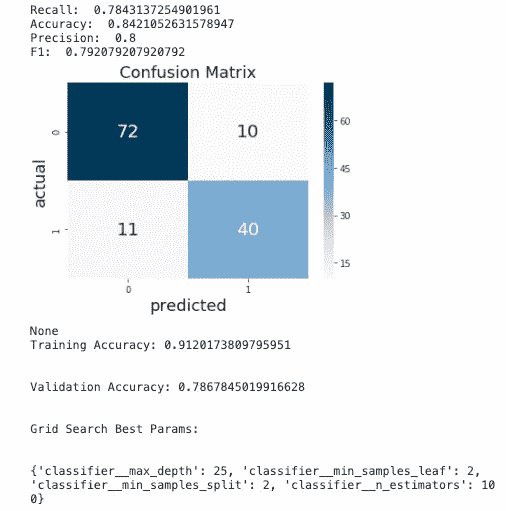 Recall:  0.7843137254901961
Accuracy:  0.8421052631578947
Precision:  0.8
F1:  0.792079207920792
Confusion Matrix
0
72
10
60
45
actual
1
11
40
30
15
0
1
predicted
None
Training Accuracy: 0.9120173809795951
Validation Accuracy: 0.7867845019916628
Grid Search Best Params:
{'classifier__max_depth': 25, 'classifier__min_samples_leaf': 2,
'classifier__min_samples_split': 2, 'classifier__n_estimators': 10
0}